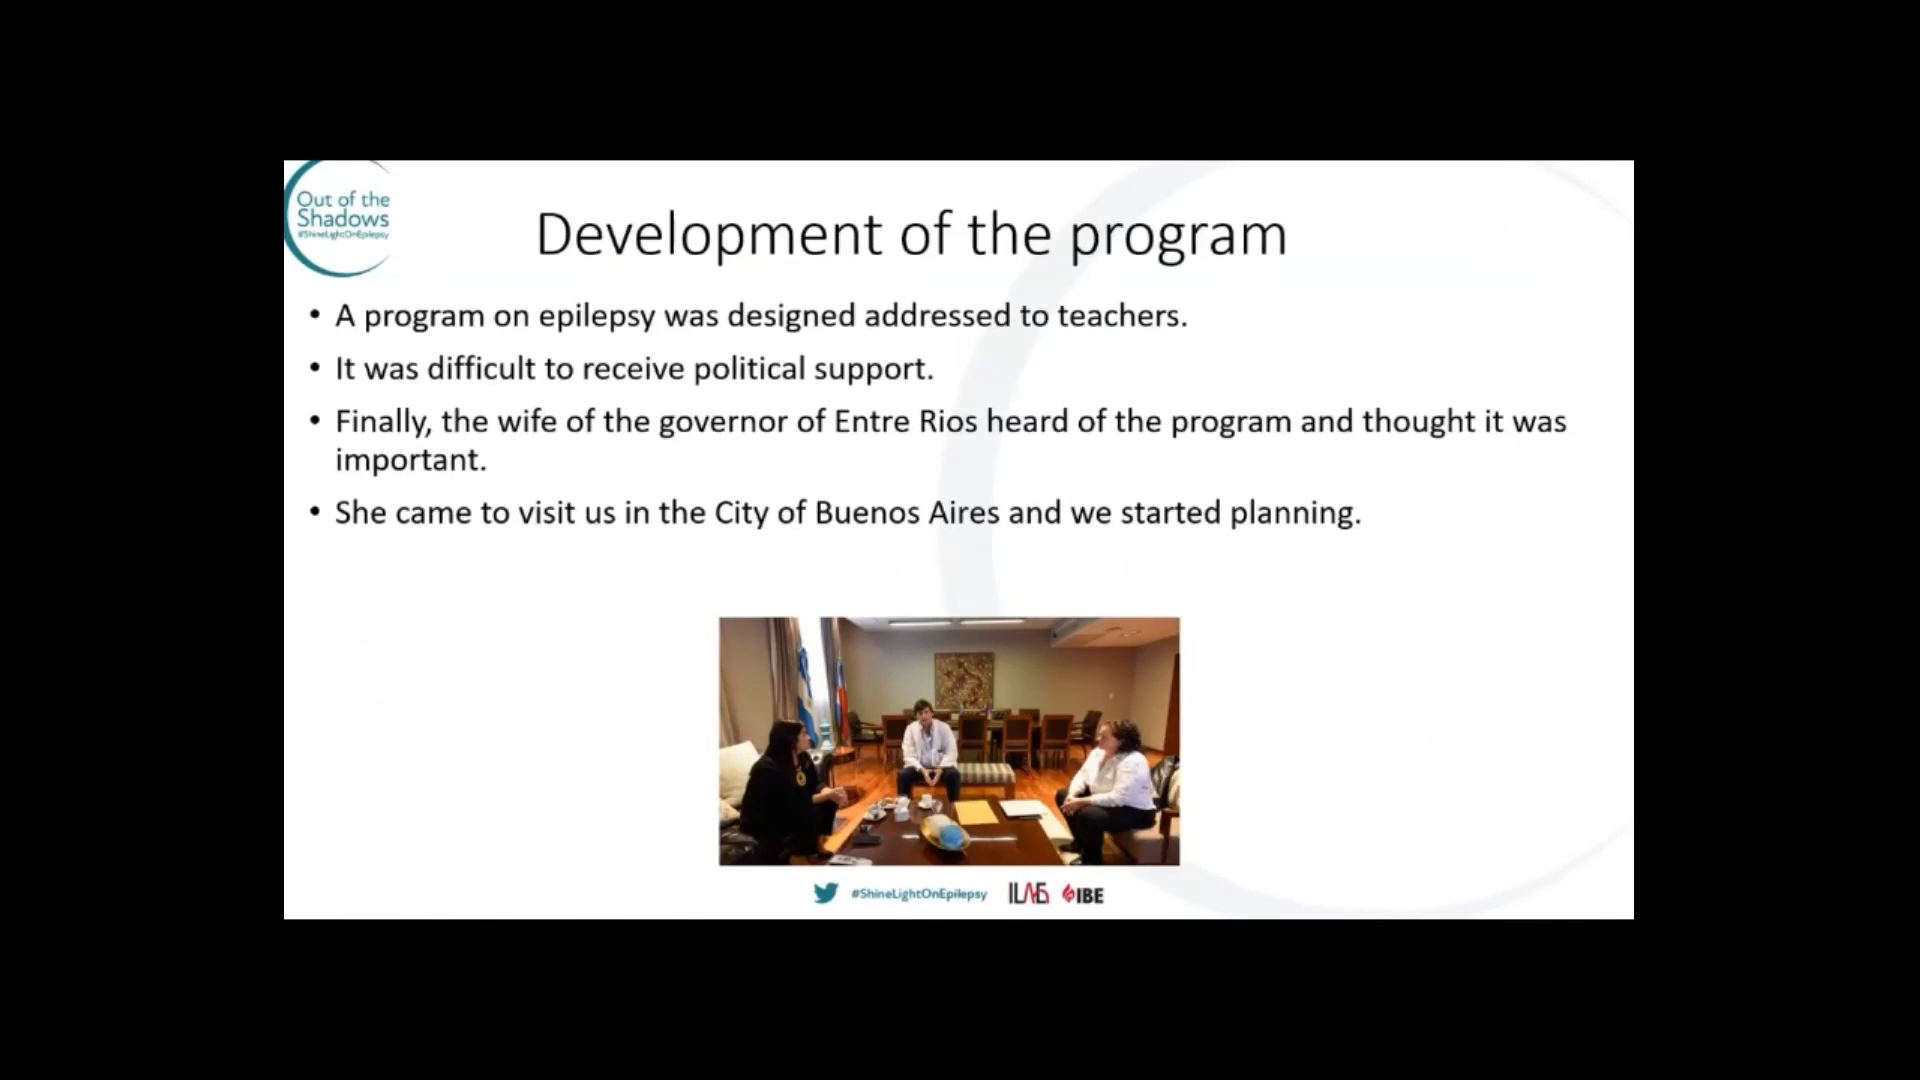 Out of the
Shadows
#ShineLightOnEpilepsy
Development of the program
• A program on epilepsy was designed addressed to teachers.
• It was difficult to receive political support.
• Finally, the wife of the governor of Entre Rios heard of the program and thought it was
important.
• She came to visit us in the City of Buenos Aires and we started planning.
#ShineLightOnEpilepsy
ILAE
IBE